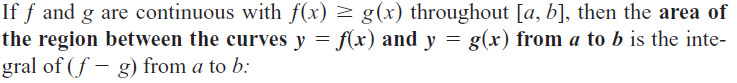 If f and g are continuous with f(x) ≥ g(x) throughout [a, b], then the area of
the region between the curves y = f(x) and y = g(x) from a to b is the inte-
gral of (f − g) from a to b: